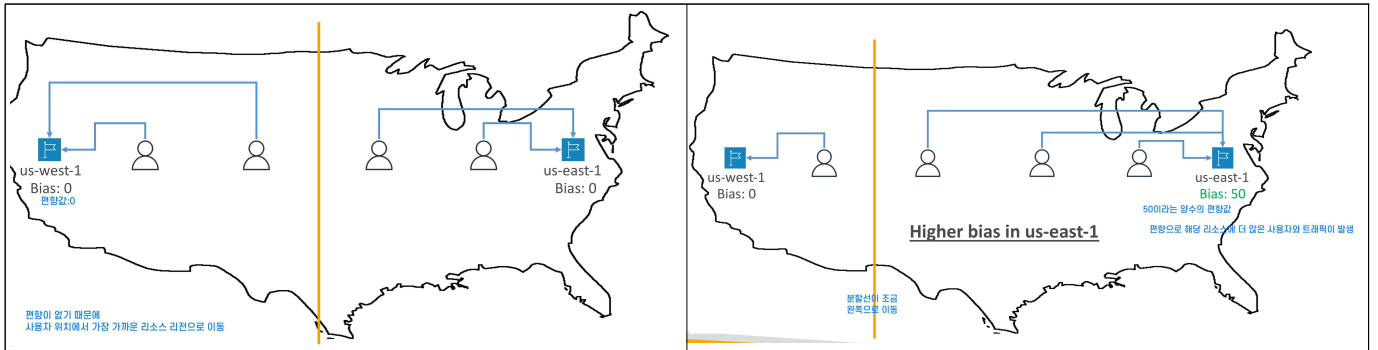 us-west-1
Bias: 0
편향값:0
us-east-1
Bias: 0
편향이 없기 때문에
사용자 위치에서 가장 가까운 리소스 리전으로 이동
us-west-1
Bias: 0
us-east-1
Bias: 50
50이라는 양수의 편향값
편향으로 해당 리소스에 더 많은 사용자와 트래픽이 발생
Higher bias in us-east-1
분할선이 조금
왼쪽으로 이동